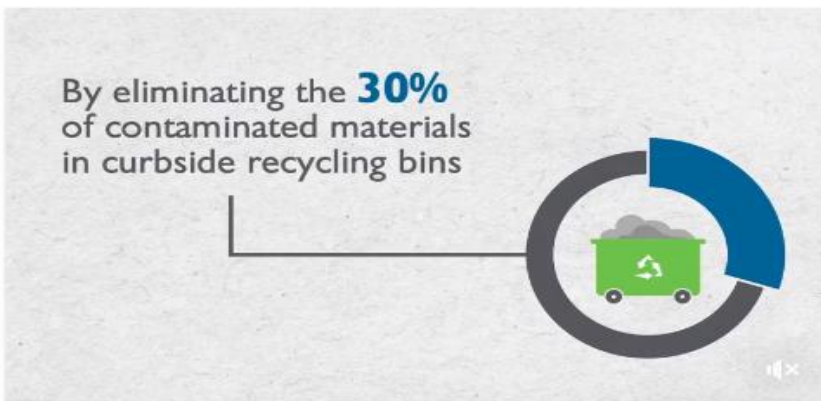 By eliminating the 30%
of contaminated materials
in curbside recycling bins